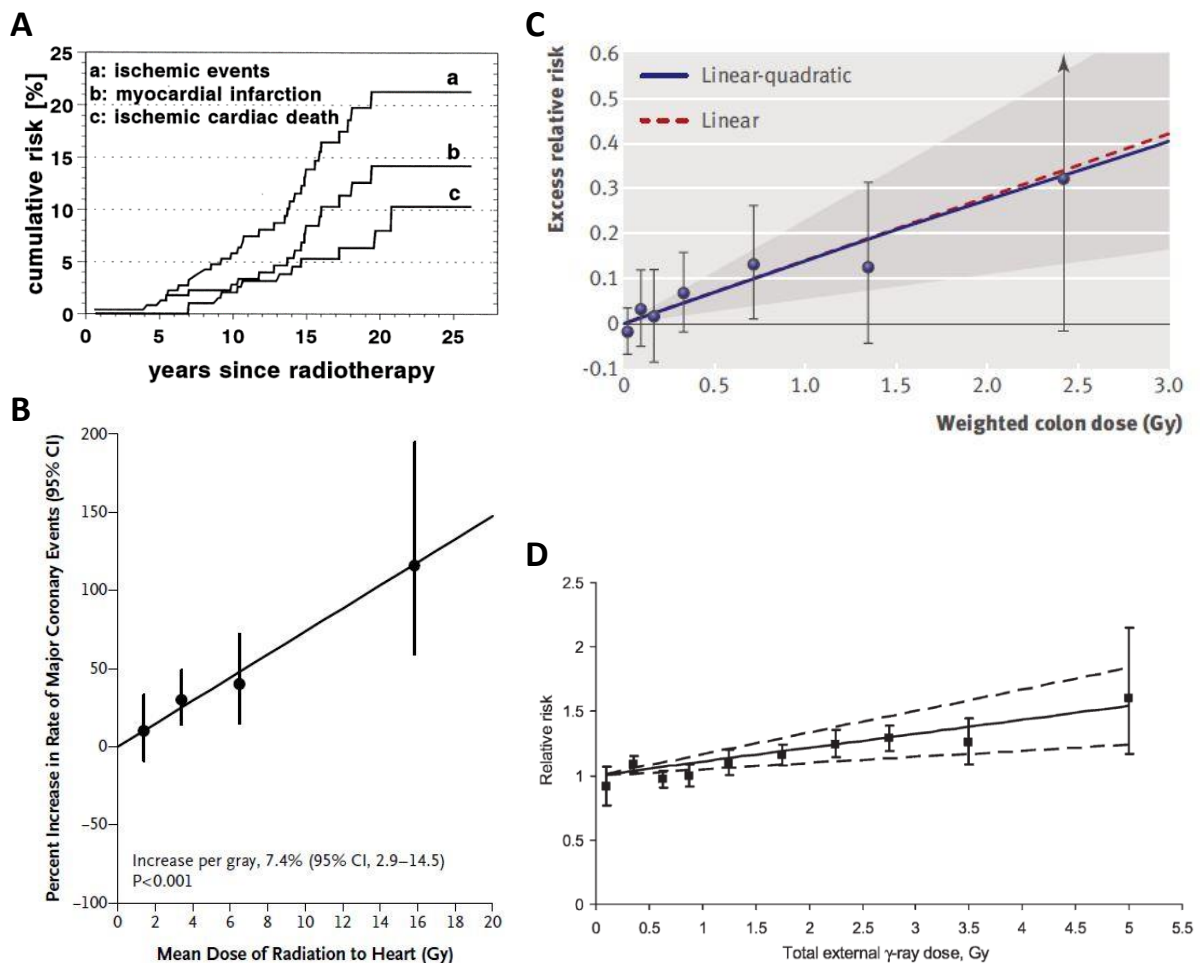 A
25
20
15
10
5
0
cumulative risk [%]
a: ischemic events
b: myocardial infarction
c: ischemic cardiac death
a
b
c
0
5
10
15
20
25
years since radiotherapy
B
200
150
100
50
0
−50
−100
Percent Increase in Rate of Major Coronary Events (95% CI)
Increase per gray, 7.4% (95% CI, 2.9–14.5)
P<0.001
0
2
4
6
8
10
12
14
16
18
20
Mean Dose of Radiation to Heart (Gy)
C
0.6
0.5
0.4
0.3
0.2
0.1
0
-0.1
Excess relative risk
Linear-quadratic
Linear
0
0.5
1.0
1.5
2.0
2.5
3.0
Weighted colon dose (Gy)
D
2.5
2
1.5
1
0.5
0
Relative risk
0
0.5
1
1.5
2
2.5
3
3.5
4
4.5
5
5.5
Total external γ-ray dose, Gy